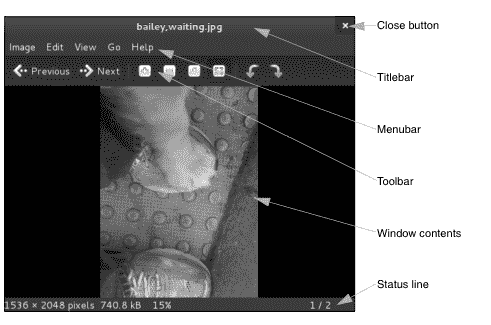 bailey,waiting.jpg
Close button
Image Edit View Go Help
Previous Next
Titlebar
Menubar
Toolbar
Window contents
Status line
1536 × 2048 pixels 740.8 kB 15% 1 / 2